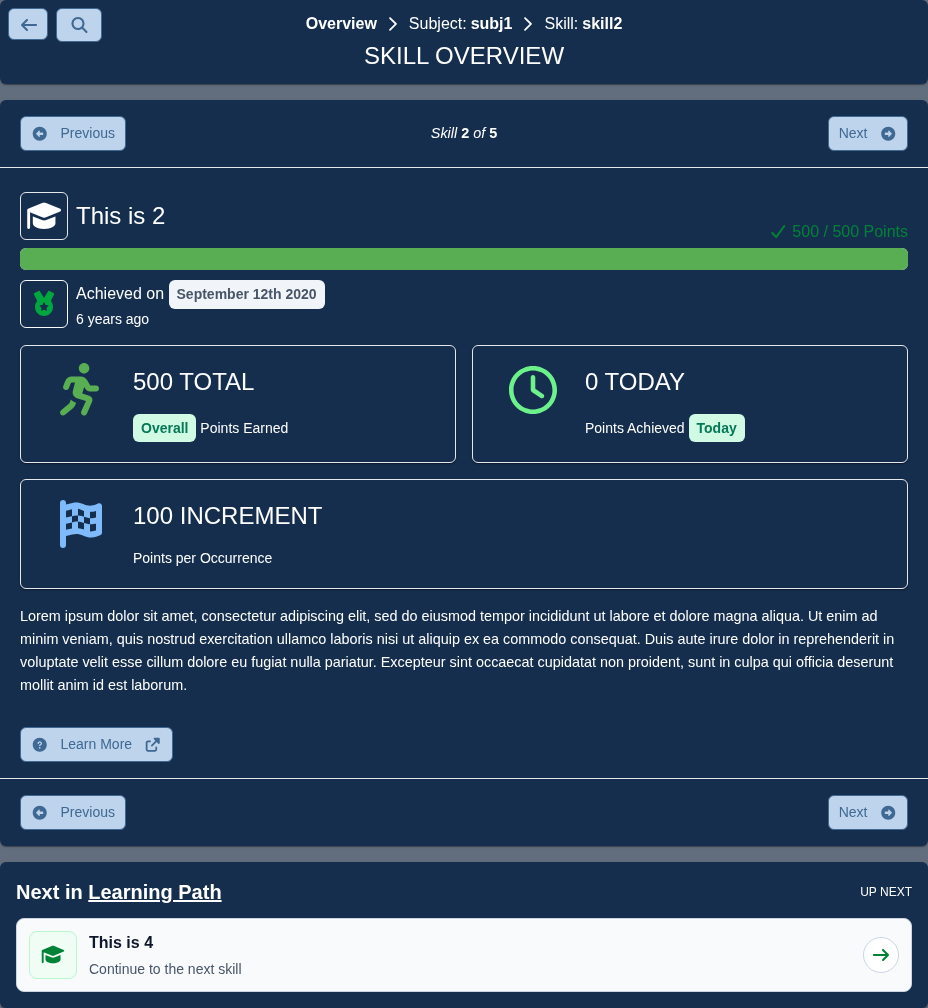 Overview > Subject: subj1 > Skill: skill2
SKILL OVERVIEW
Previous
Skill 2 of 5
Next
This is 2
500 / 500 Points
Achieved on September 12th 2020
6 years ago
500 TOTAL
Overall Points Earned
0 TODAY
Points Achieved Today
100 INCREMENT
Points per Occurrence
Lorem ipsum dolor sit amet, consectetur adipiscing elit, sed do eiusmod tempor incididunt ut labore et dolore magna aliqua. Ut enim ad
minim veniam, quis nostrud exercitation ullamco laboris nisi ut aliquip ex ea commodo consequat. Duis aute irure dolor in reprehenderit in
voluptate velit esse cillum dolore eu fugiat nulla pariatur. Excepteur sint occaecat cupidatat non proident, sunt in culpa qui officia deserunt
mollit anim id est laborum.
Learn More
Previous
Next
Next in Learning Path
UP NEXT
This is 4
Continue to the next skill